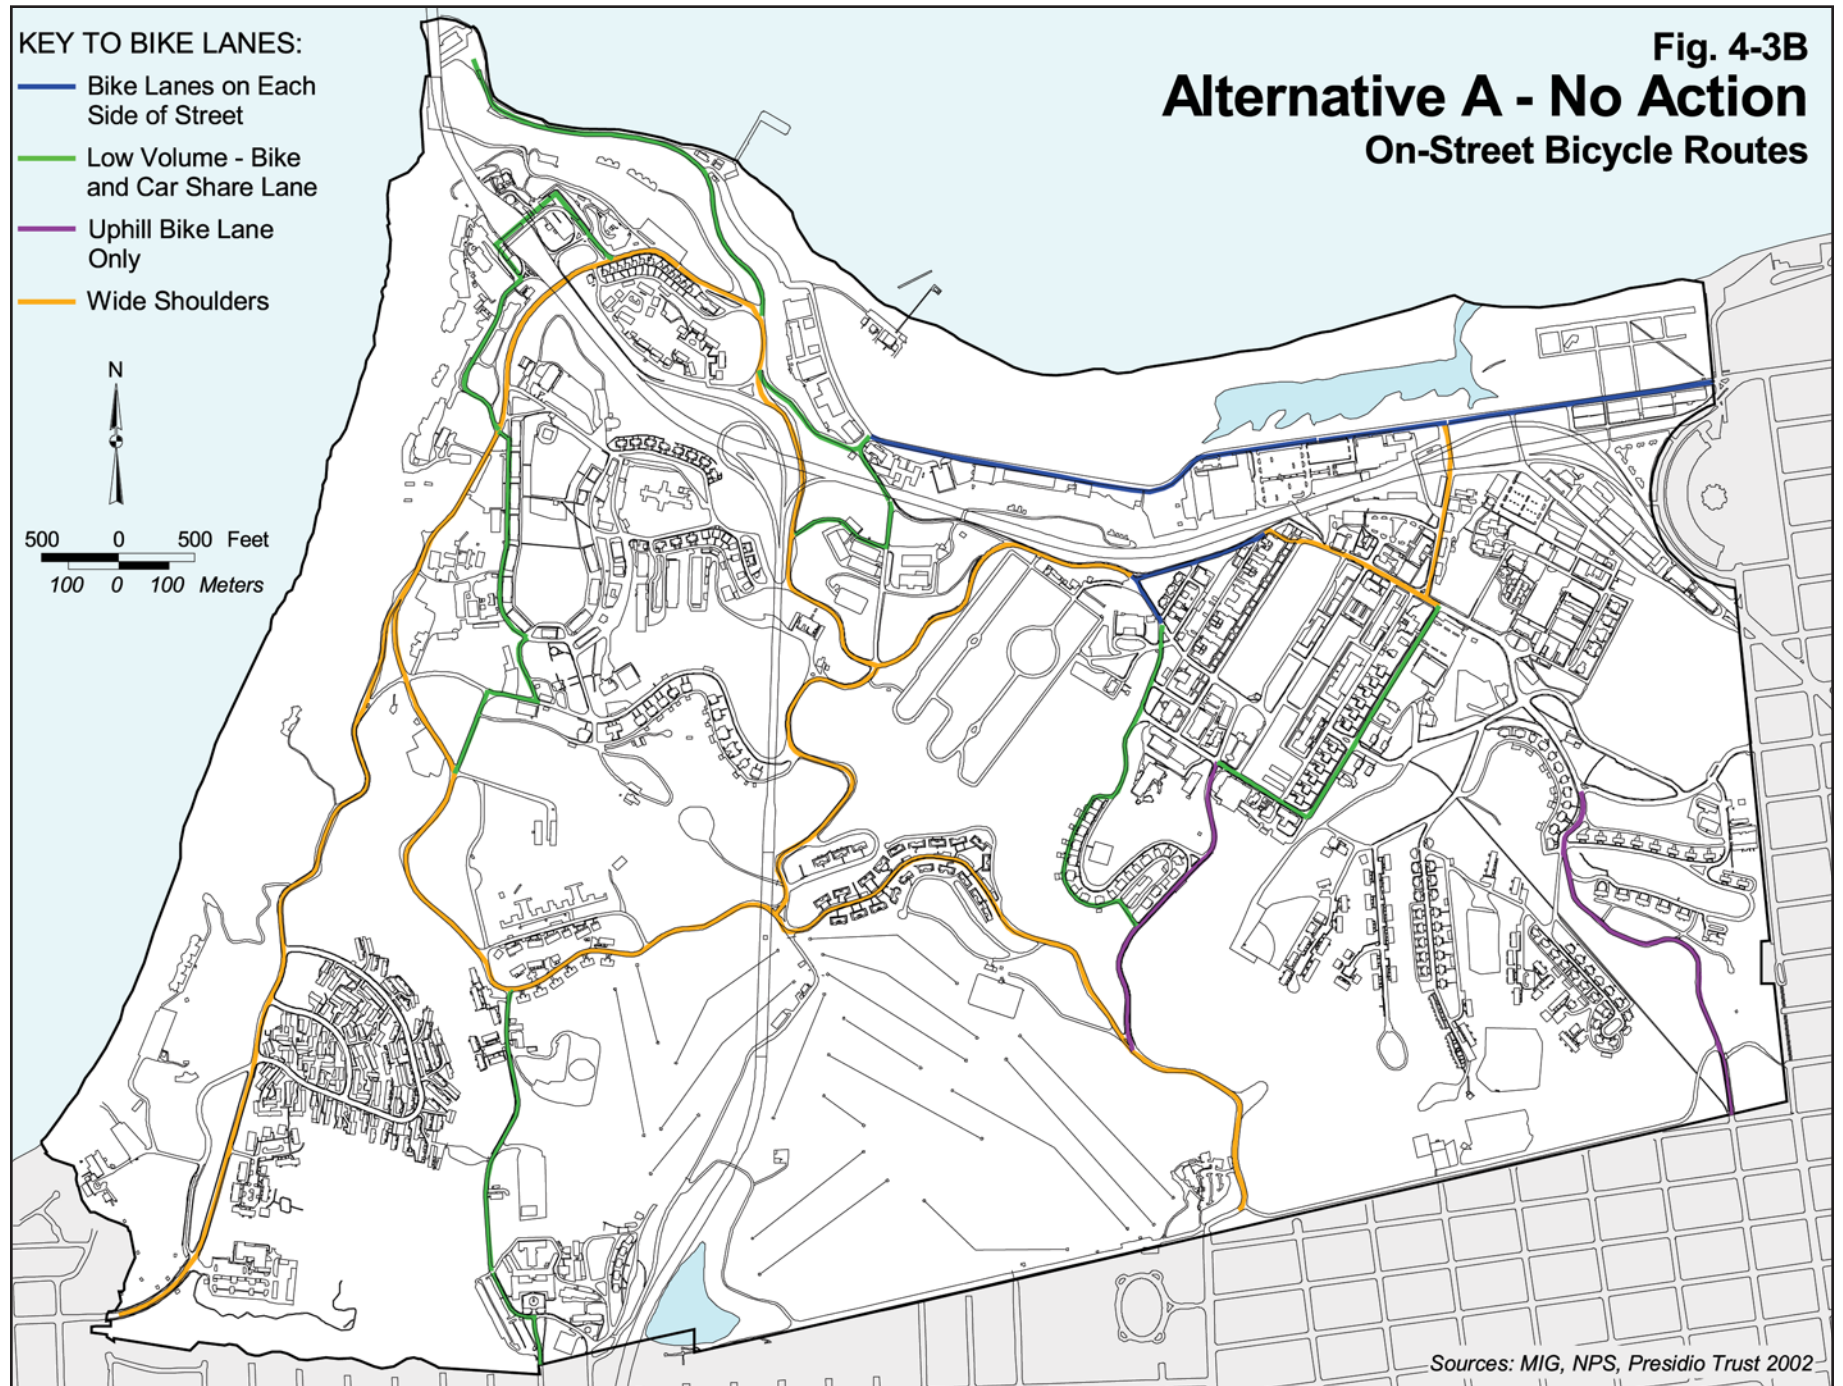 KEY TO BIKE LANES:
Bike Lanes on Each
Side of Street
Low Volume - Bike
and Car Share Lane
Uphill Bike Lane
Only
Wide Shoulders
Fig. 4-3B
Alternative A - No Action
On-Street Bicycle Routes
N
500 0 500 Feet
100 0 100 Meters
Sources: MIG, NPS, Presidio Trust 2002